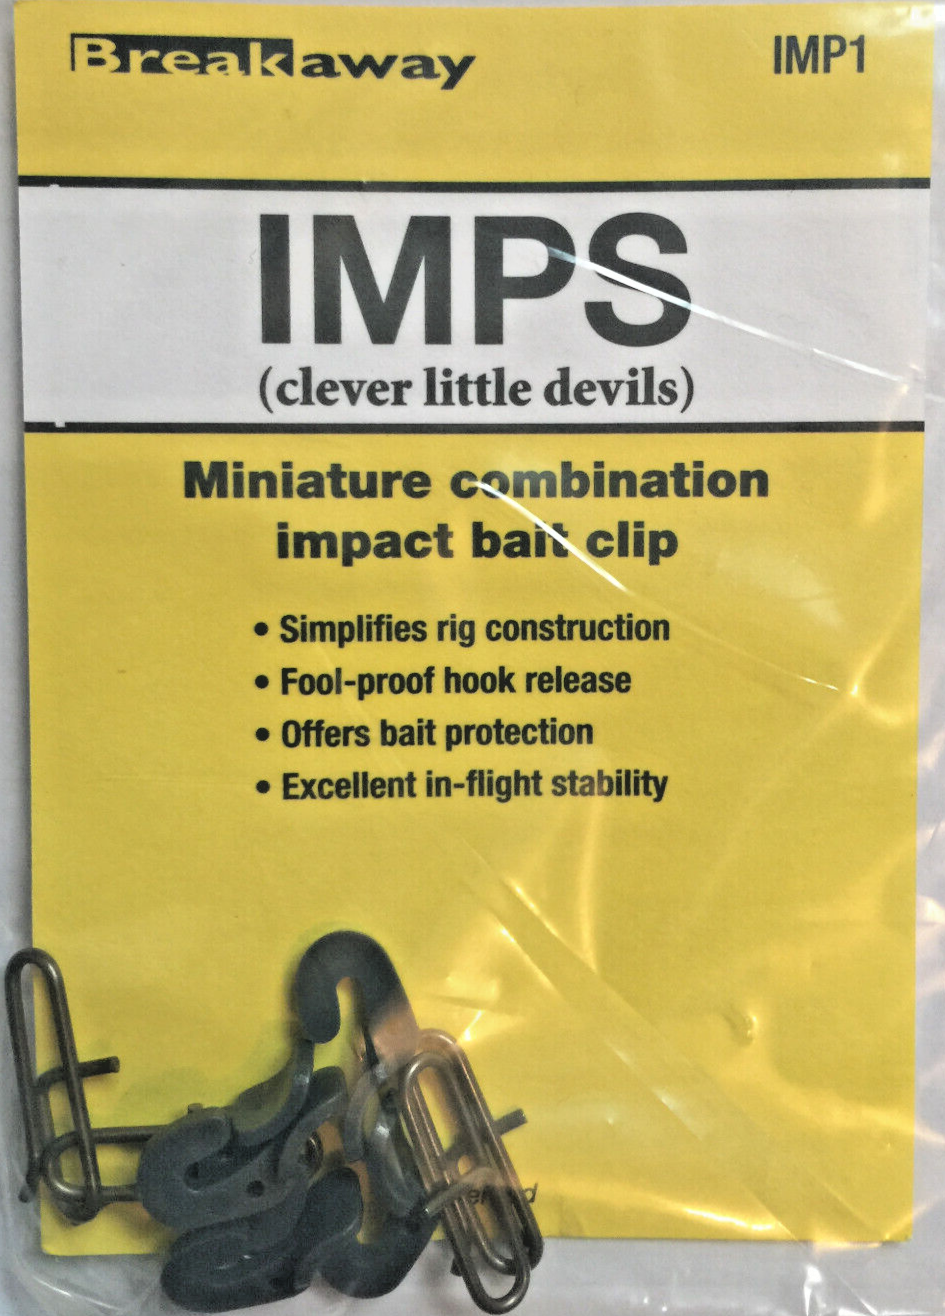 Breakaway
IMP1
IMPS
(clever little devils)
Miniature combination
impact bait clip
• Simplifies rig construction
• Fool-proof hook release
• Offers bait protection
• Excellent in-flight stability